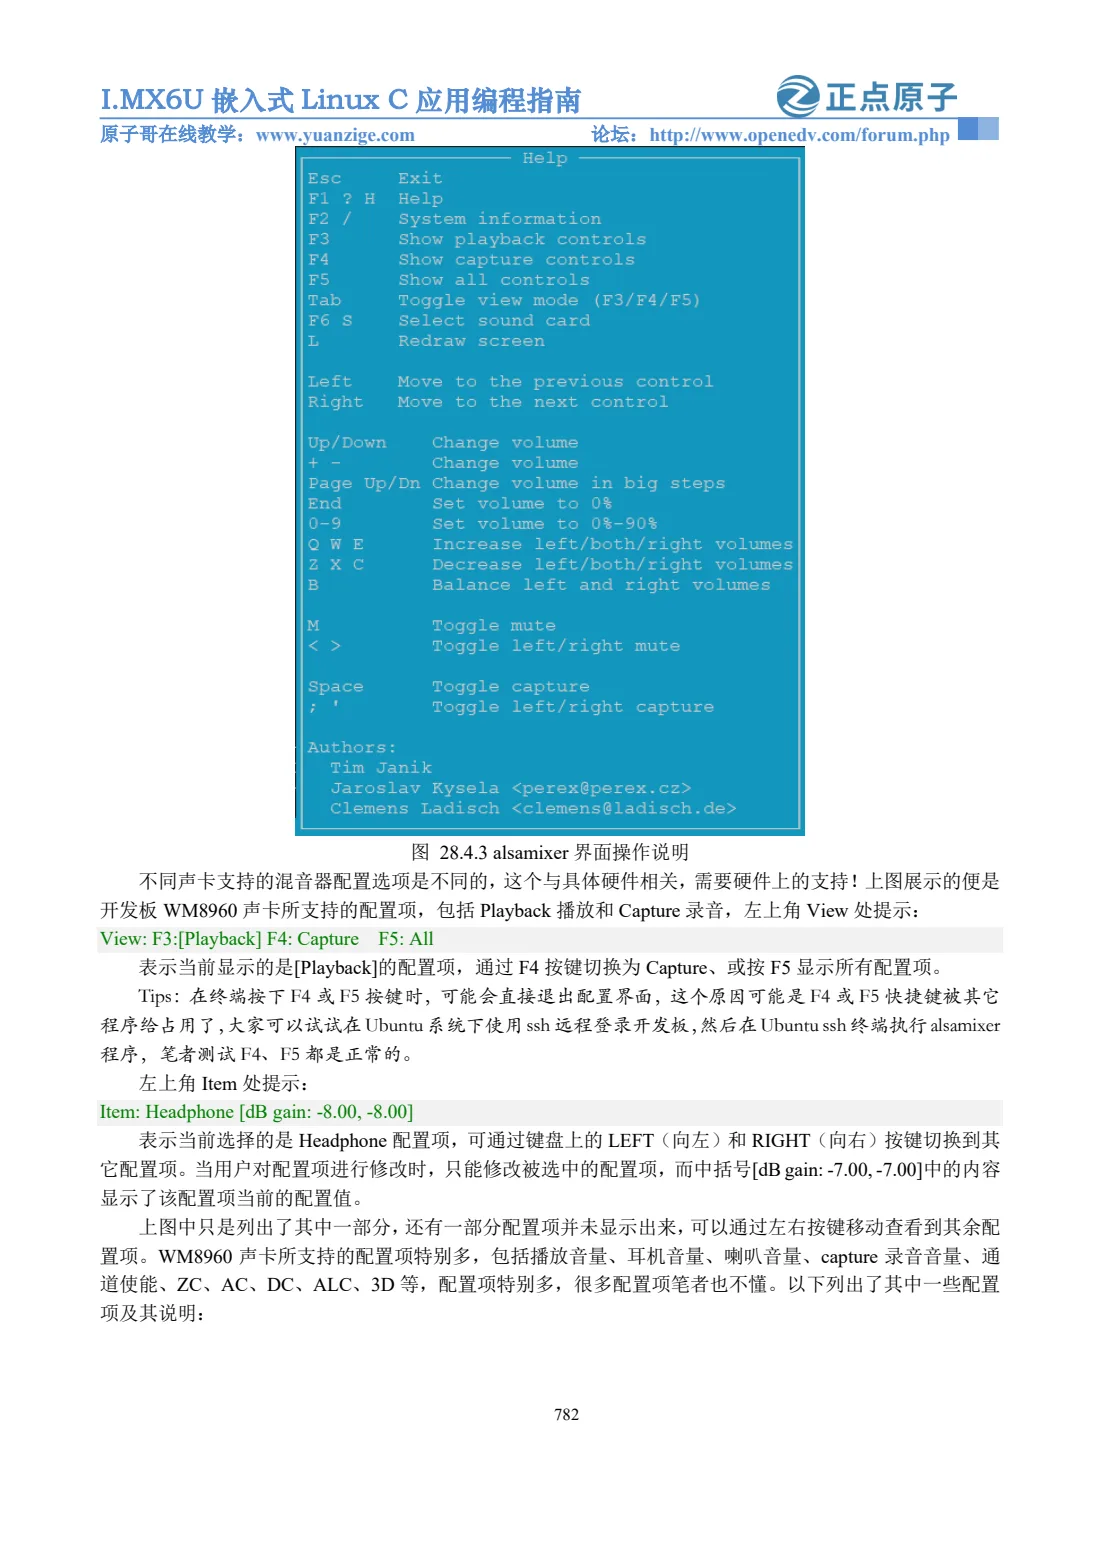 I.MX6U 嵌入式 Linux C 应用编程指南
正点原子
原子哥在线教学：www.yuanzige.com 论坛：http://www.openedv.com/forum.php
Help
Esc Exit
F1 ? H Help
F2 / System information
F3 Show playback controls
F4 Show capture controls
F5 Show all controls
Tab Toggle view mode (F3/F4/F5)
F6 S Select sound card
L Redraw screen
Left Move to the previous control
Right Move to the next control
Up/Down Change volume
+ - Change volume
Page Up/Dn Change volume in big steps
End Set volume to 0%
0-9 Set volume to 0%-90%
Q W E Increase left/both/right volumes
Z X C Decrease left/both/right volumes
B Balance left and right volumes
M Toggle mute
< > Toggle left/right mute
Space Toggle capture
; ' Toggle left/right capture
Authors:
Tim Janik
Jaroslav Kysela <perex@perex.cz>
Clemens Ladisch <clemens@ladisch.de>
图 28.4.3 alsamixer 界面操作说明
不同声卡支持的混音器配置选项是不同的，这个与具体硬件相关，需要硬件上的支持！上图展示的便是
开发板 WM8960 声卡所支持的配置项，包括 Playback 播放和 Capture 录音，左上角 View 处提示：
View: F3:[Playback] F4: Capture F5: All
表示当前显示的是[Playback]的配置项，通过 F4 按键切换为 Capture、或按 F5 显示所有配置项。
Tips：在终端按下 F4 或 F5 按键时，可能会直接退出配置界面，这个原因可能是 F4 或 F5 快捷键被其它
程序给占用了，大家可以试试在 Ubuntu 系统下使用 ssh 远程登录开发板，然后在 Ubuntu ssh 终端执行 alsamixer
程序，笔者测试 F4、F5 都是正常的。
左上角 Item 处提示：
Item: Headphone [dB gain: -8.00, -8.00]
表示当前选择的是 Headphone 配置项，可通过键盘上的 LEFT（向左）和 RIGHT（向右）按键切换到其
它配置项。当用户对配置项进行修改时，只能修改被选中的配置项，而中括号[dB gain: -7.00, -7.00]中的内容
显示了该配置项当前的配置值。
上图中只是列出了其中一部分，还有一部分配置项并未显示出来，可以通过左右按键移动查看到其余配
置项。WM8960 声卡所支持的配置项特别多，包括播放音量、耳机音量、喇叭音量、capture 录音音量、通
道使能、ZC、AC、DC、ALC、3D 等，配置项特别多，很多配置项笔者也不懂。以下列出了其中一些配置
项及其说明：
782